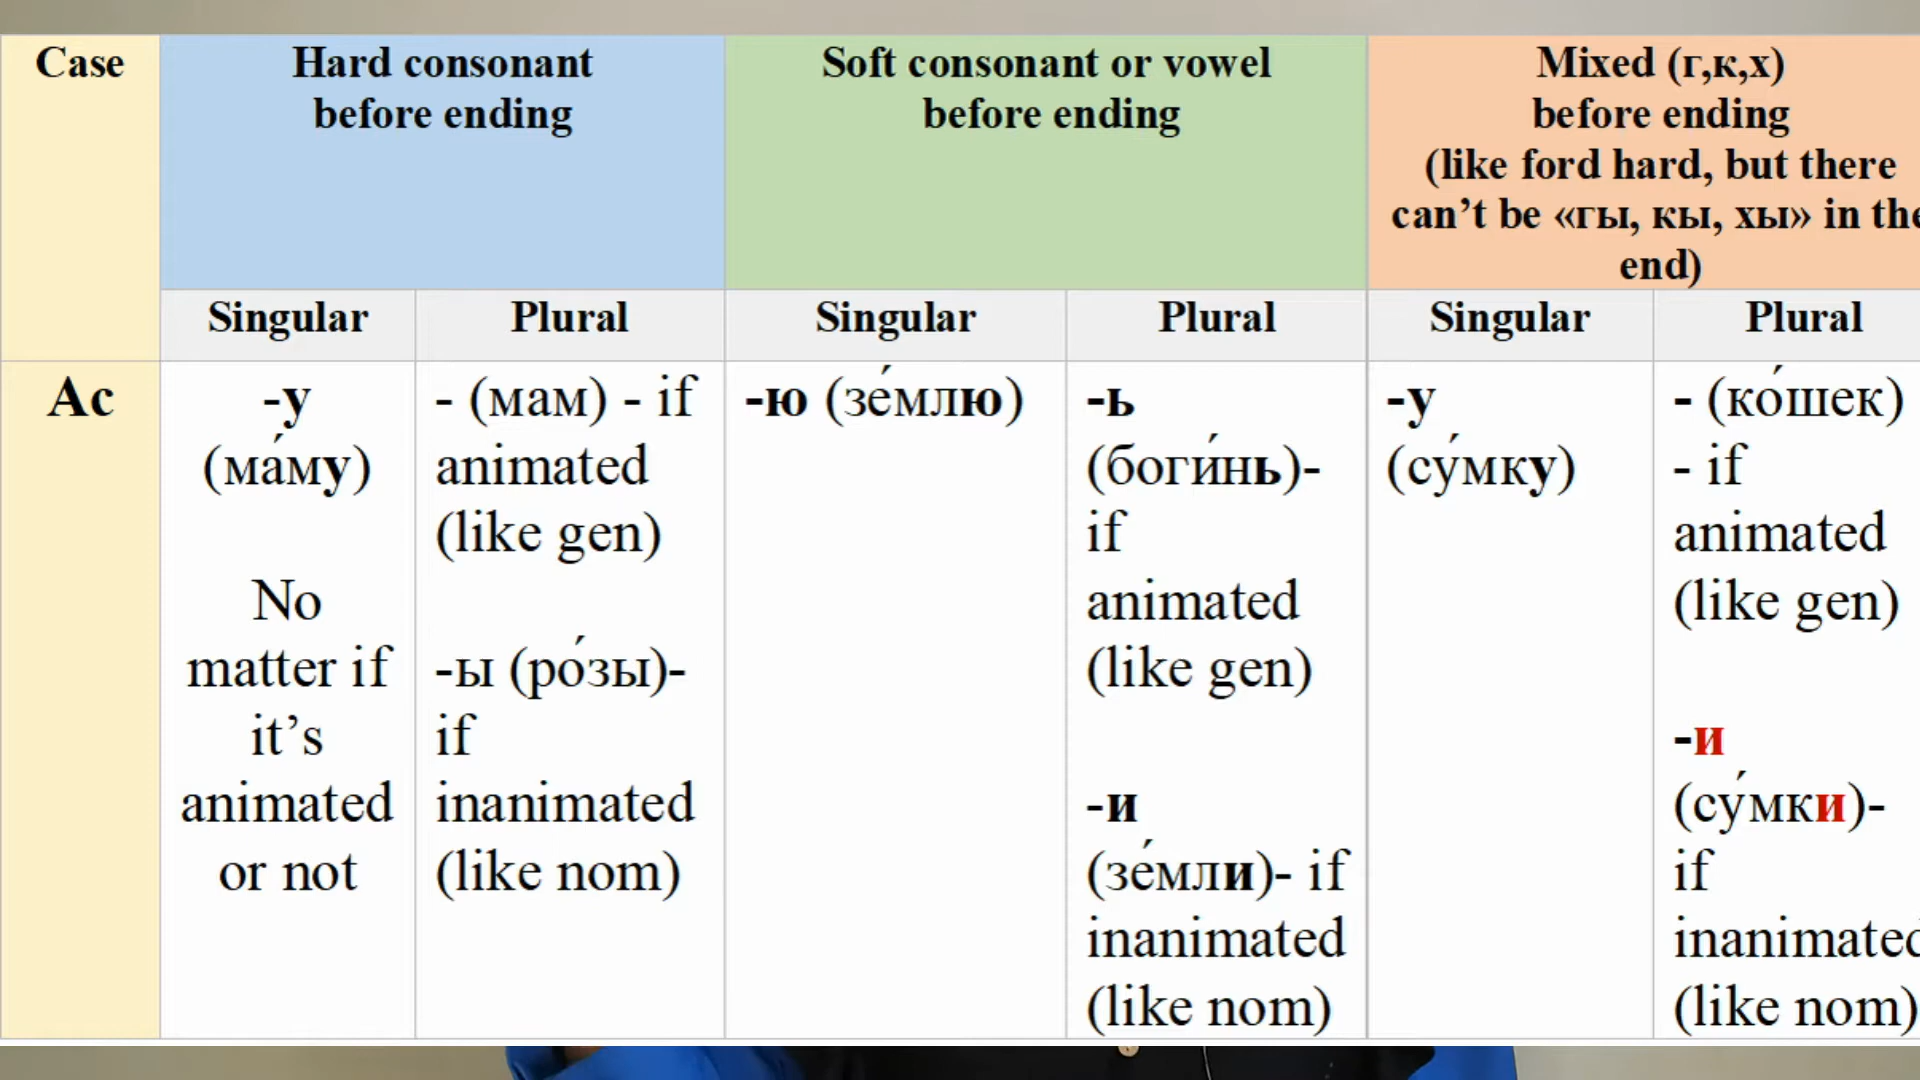 Case
Hard consonant
before ending
Soft consonant or vowel
before ending
Mixed (г,к,х)
before ending
(like ford hard, but there
can’t be «гы, кы, хы» in the
end)
Singular
Plural
Singular
Plural
Singular
Plural
Ac
-у
(ма́му)
No
matter if
it’s
animated
or not
- (мам) - if
animated
(like gen)
-ы (ро́зы)-
if
inanimated
(like nom)
-ю (зе́млю)
-ь
(боги́нь)-
if
animated
(like gen)
-и
(зе́мли)- if
inanimated
(like nom)
-у
(су́мку)
- (ко́шек)
- if
animated
(like gen)
-и
(су́мки)-
if
inanimated
(like nom)